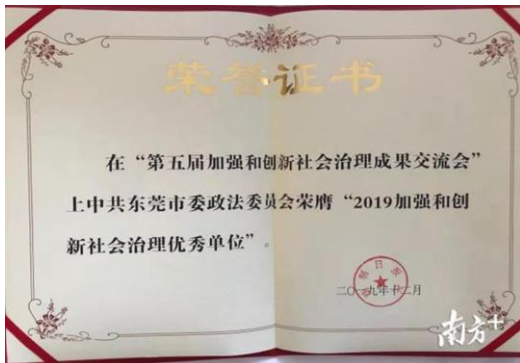 荣誉证书
在“第五届加强和创新社会治理成果交流会”
上中共东莞市委政法委员会荣膺“2019加强和创
新社会治理优秀单位”。
二〇一九年十二月
南方+